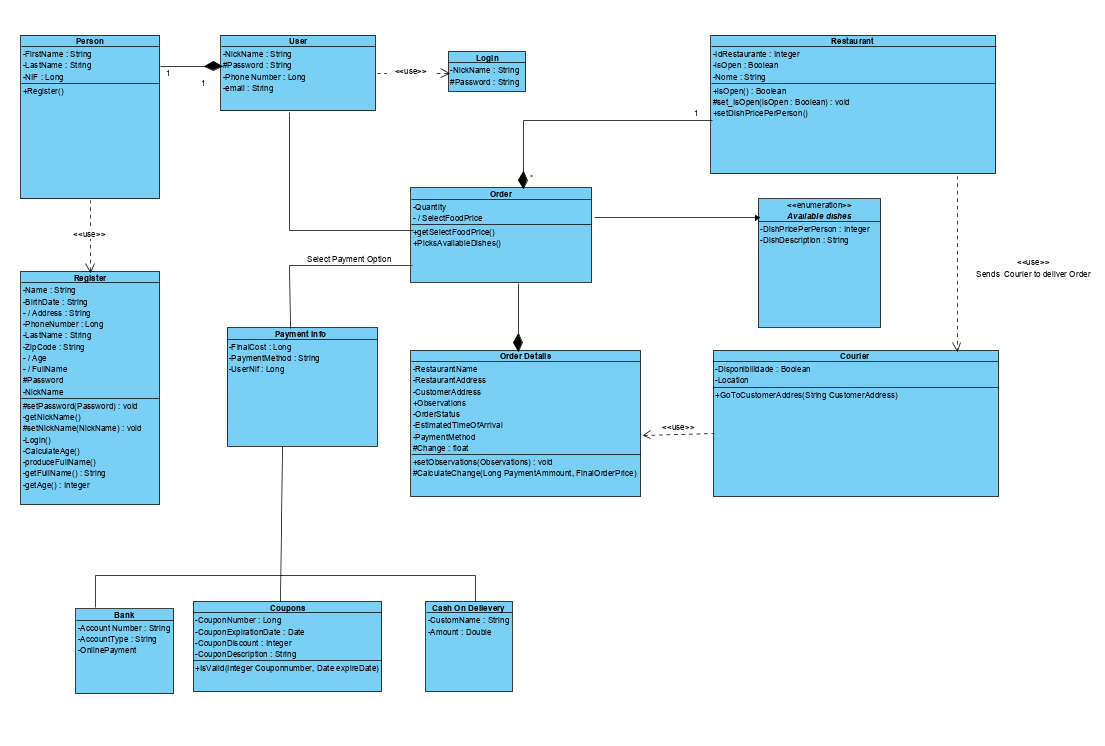 Person
-FirstName : String
-LastName : String
-NIF : Long
+Register()
1
1
User
-NickName : String
#Password : String
-Phone Number : Long
-email : String
<<use>>
Login
-NickName : String
#Password : String
Restaurant
-IdRestaurante : Integer
-isOpen : Boolean
-Nome : String
+IsOpen() : Boolean
#set_isOpen(IsOpen : Boolean) : void
+setDishPricePerPerson()
1
*
Order
-Quantity
- / SelectFoodPrice
+getSelectFoodPrice()
+PicksAvailableDishes()
<<enumeration>>
Available dishes
-DishPricePerPerson : Integer
-DishDescription : String
<<use>>
<<use>>
Sends Courier to deliver Order
Select Payment Option
Register
-Name : String
-BirthDate : String
- / Address : String
-PhoneNumber : Long
-LastName : String
-ZipCode : String
- / Age
- / FullName
#Password
-NickName
#setPassword(Password) : void
-getNickName()
#setNickName(NickName) : void
-Login()
-CalculateAge()
-produceFullName()
-getFullName() : String
-getAge() : Integer
Payment Info
-FinalCost : Long
-PaymentMethod : String
-UserNif : Long
Order Details
-RestaurantName
-RestaurantAddress
-CustomerAddress
+Observations
-OrderStatus
-EstimatedTimeOfArrival
-PaymentMethod
#Change : float
+setObservations(Observations) : void
#CalculateChange(Long PaymentAmmount, FinalOrderPrice)
<<use>>
Courier
-Disponibilidade : Boolean
-Location
+GoToCustomerAddres(String CustomerAddress)
Bank
-Account Number : String
-AccountType : String
-OnlinePayment
Coupons
-CouponNumber : Long
-CouponExpirationDate : Date
-CouponDiscount : Integer
-CouponDescription : String
+isValid(Integer Couponnumber, Date expireDate)
Cash On Delievery
-CustomName : String
-Amount : Double